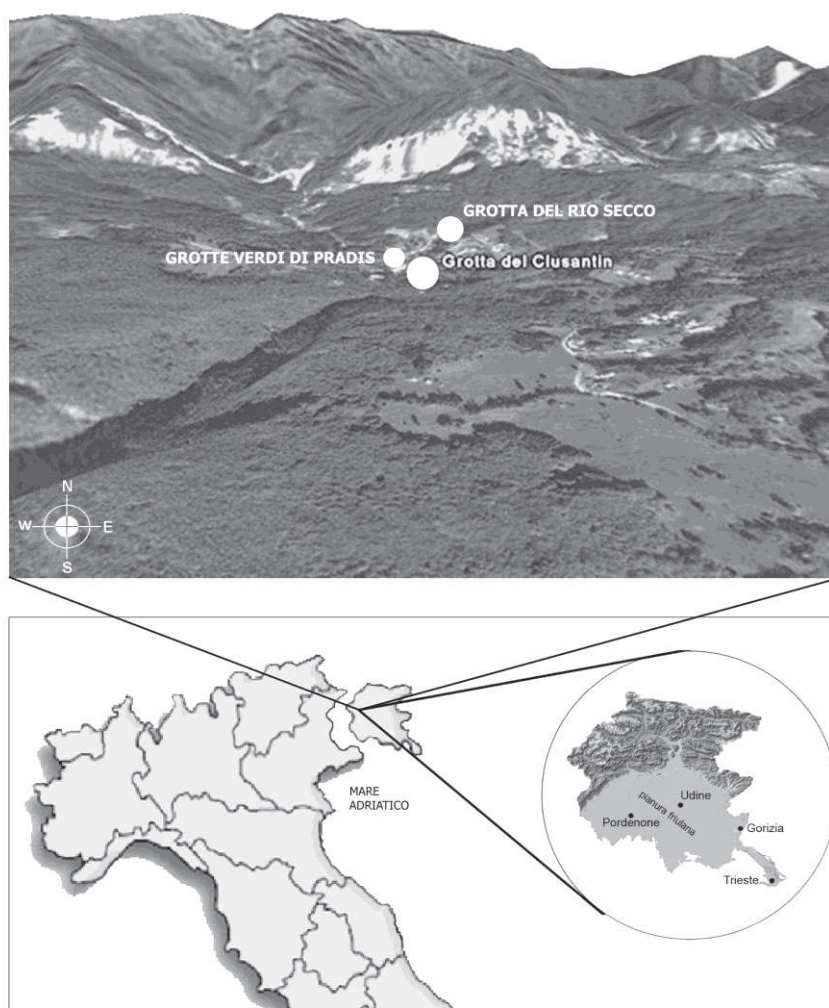 GROTTA DEL RIO SECCO
GROTTE VERDI DI PRADIS
Grotta del Clusantin
N
W
E
S
MARE
ADRIATICO
Udine
pianura friulana
Pordenone
Gorizia
Trieste